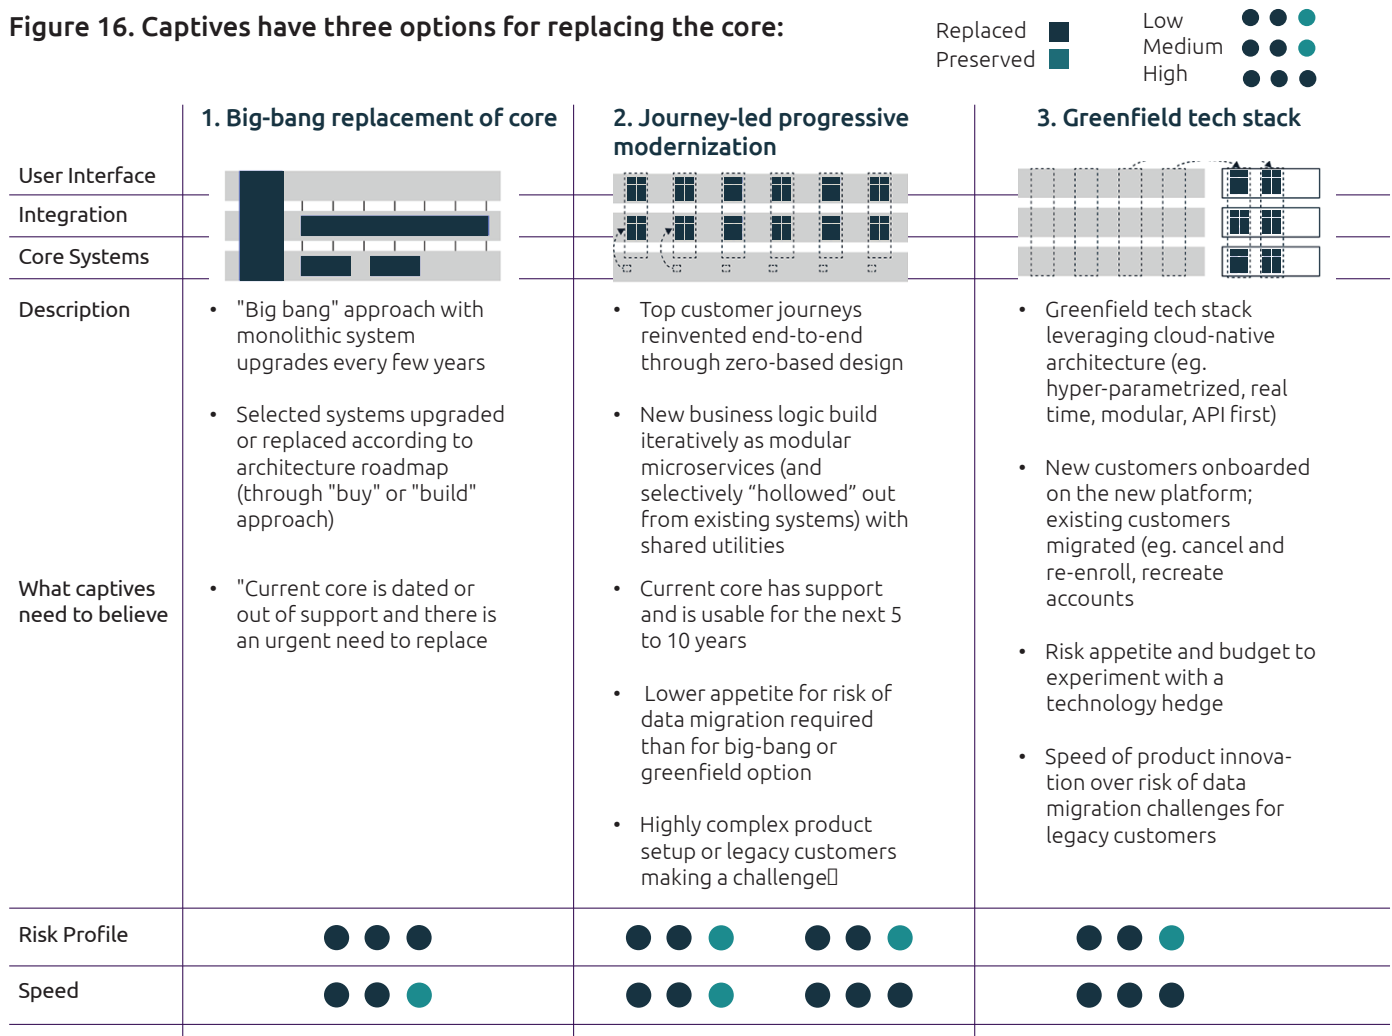 Figure 16. Captives have three options for replacing the core:
Replaced
Preserved
Low
Medium
High
1. Big-bang replacement of core
2. Journey-led progressive
modernization
3. Greenfield tech stack
User Interface
Integration
Core Systems
Description
• "Big bang" approach with
monolithic system
upgrades every few years
• Selected systems upgraded
or replaced according to
architecture roadmap
(through "buy" or "build"
approach)
• Top customer journeys
reinvented end-to-end
through zero-based design
• New business logic build
iteratively as modular
microservices (and
selectively “hollowed” out
from existing systems) with
shared utilities
• Greenfield tech stack
leveraging cloud-native
architecture (eg.
hyper-parametrized, real
time, modular, API first)
• New customers onboarded
on the new platform;
existing customers
migrated (eg. cancel and
re-enroll, recreate
accounts
What captives
need to believe
• "Current core is dated or
out of support and there is
an urgent need to replace
• Current core has support
and is usable for the next 5
to 10 years
• Lower appetite for risk of
data migration required
than for big-bang or
greenfield option
• Highly complex product
setup or legacy customers
making a challenge
• Risk appetite and budget to
experiment with a
technology hedge
• Speed of product innova-
tion over risk of data
migration challenges for
legacy customers
Risk Profile
Speed